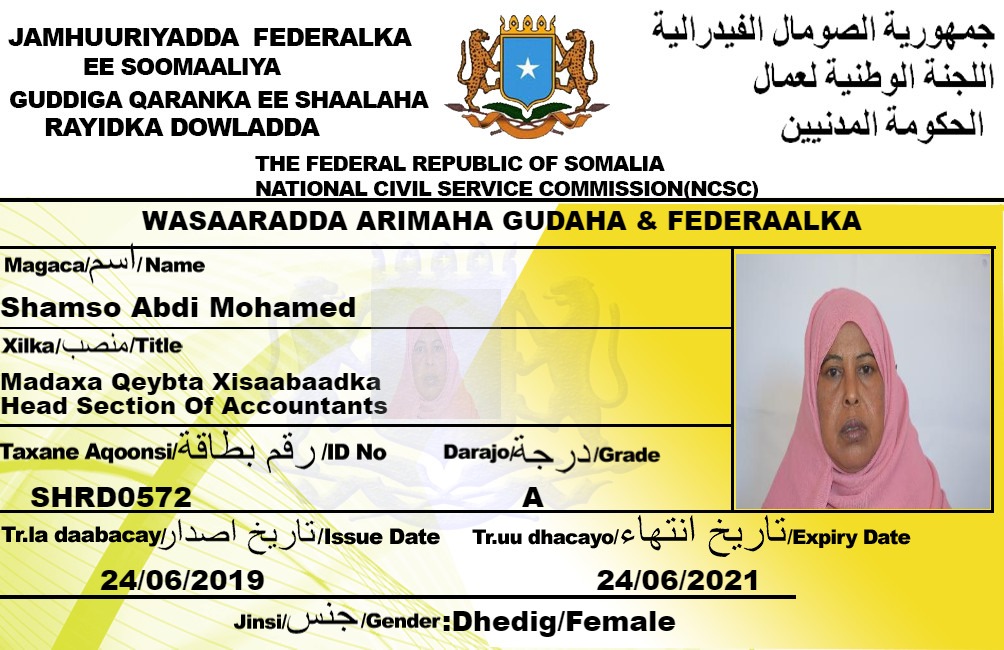 JAMHUURIYADDA FEDERALKA
EE SOOMAALIYA
GUDDIGA QARANKA EE SHAALAHA
RAYIDKA DOWLADDA
جمهورية الصومال الفيدرالية
اللجنة الوطنية لعمال
الحكومة المدنيين
THE FEDERAL REPUBLIC OF SOMALIA
NATIONAL CIVIL SERVICE COMMISSION(NCSC)
WASAARADDA ARIMAHA GUDAHA & FEDERAALKA
Magaca/اسم/Name
Shamso Abdi Mohamed
Xilka/منصب/Title
Madaxa Qeybta Xisaabaadka
Head Section Of Accountants
Taxane Aqoonsi/رقم بطاقة/ID No
SHRD0572
Darajo/درجة/Grade
A
Tr.la daabacay/تاريخ اصدار/Issue Date
24/06/2019
Tr.uu dhacayo/تاريخ انتهاء/Expiry Date
24/06/2021
Jinsi/جنس/Gender:Dhedig/Female